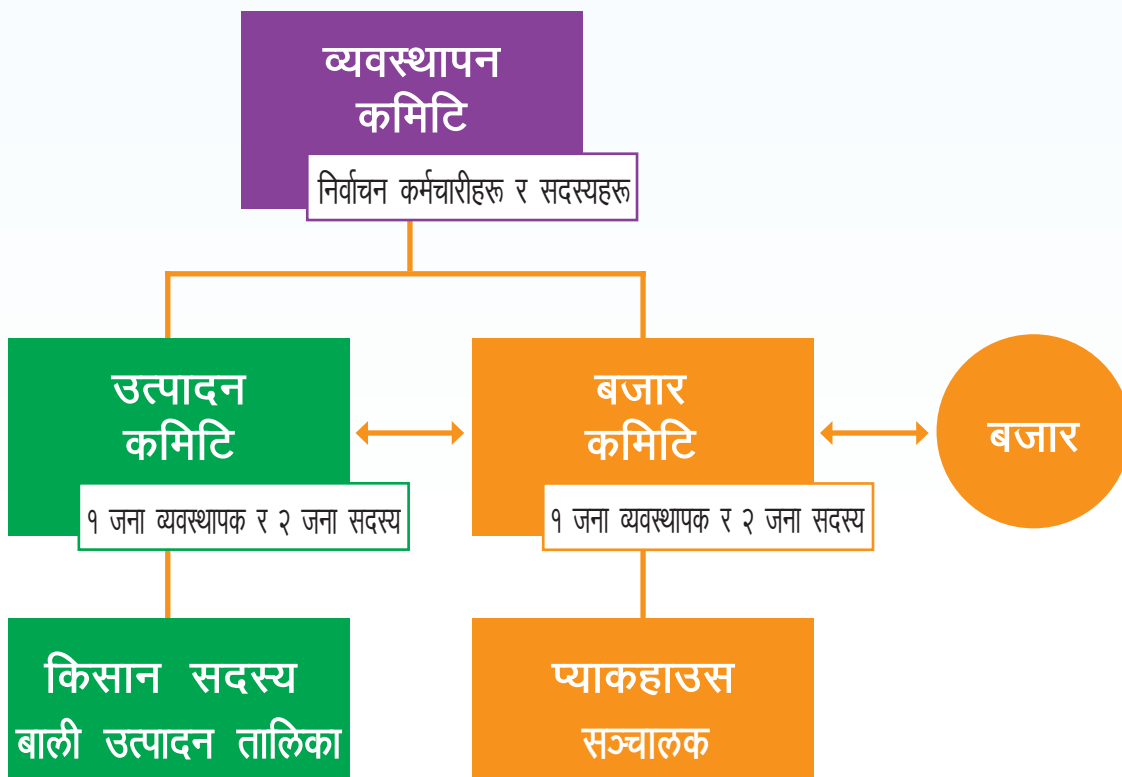 व्यवस्थापन
कमिटि
निर्वाचन कर्मचारीहरू र सदस्यहरू
उत्पादन
कमिटि
१ जना व्यवस्थापक र २ जना सदस्य
बजार
कमिटि
१ जना व्यवस्थापक र २ जना सदस्य
बजार
किसान सदस्य
बाली उत्पादन तालिका
प्याकहाउस
सञ्चालक